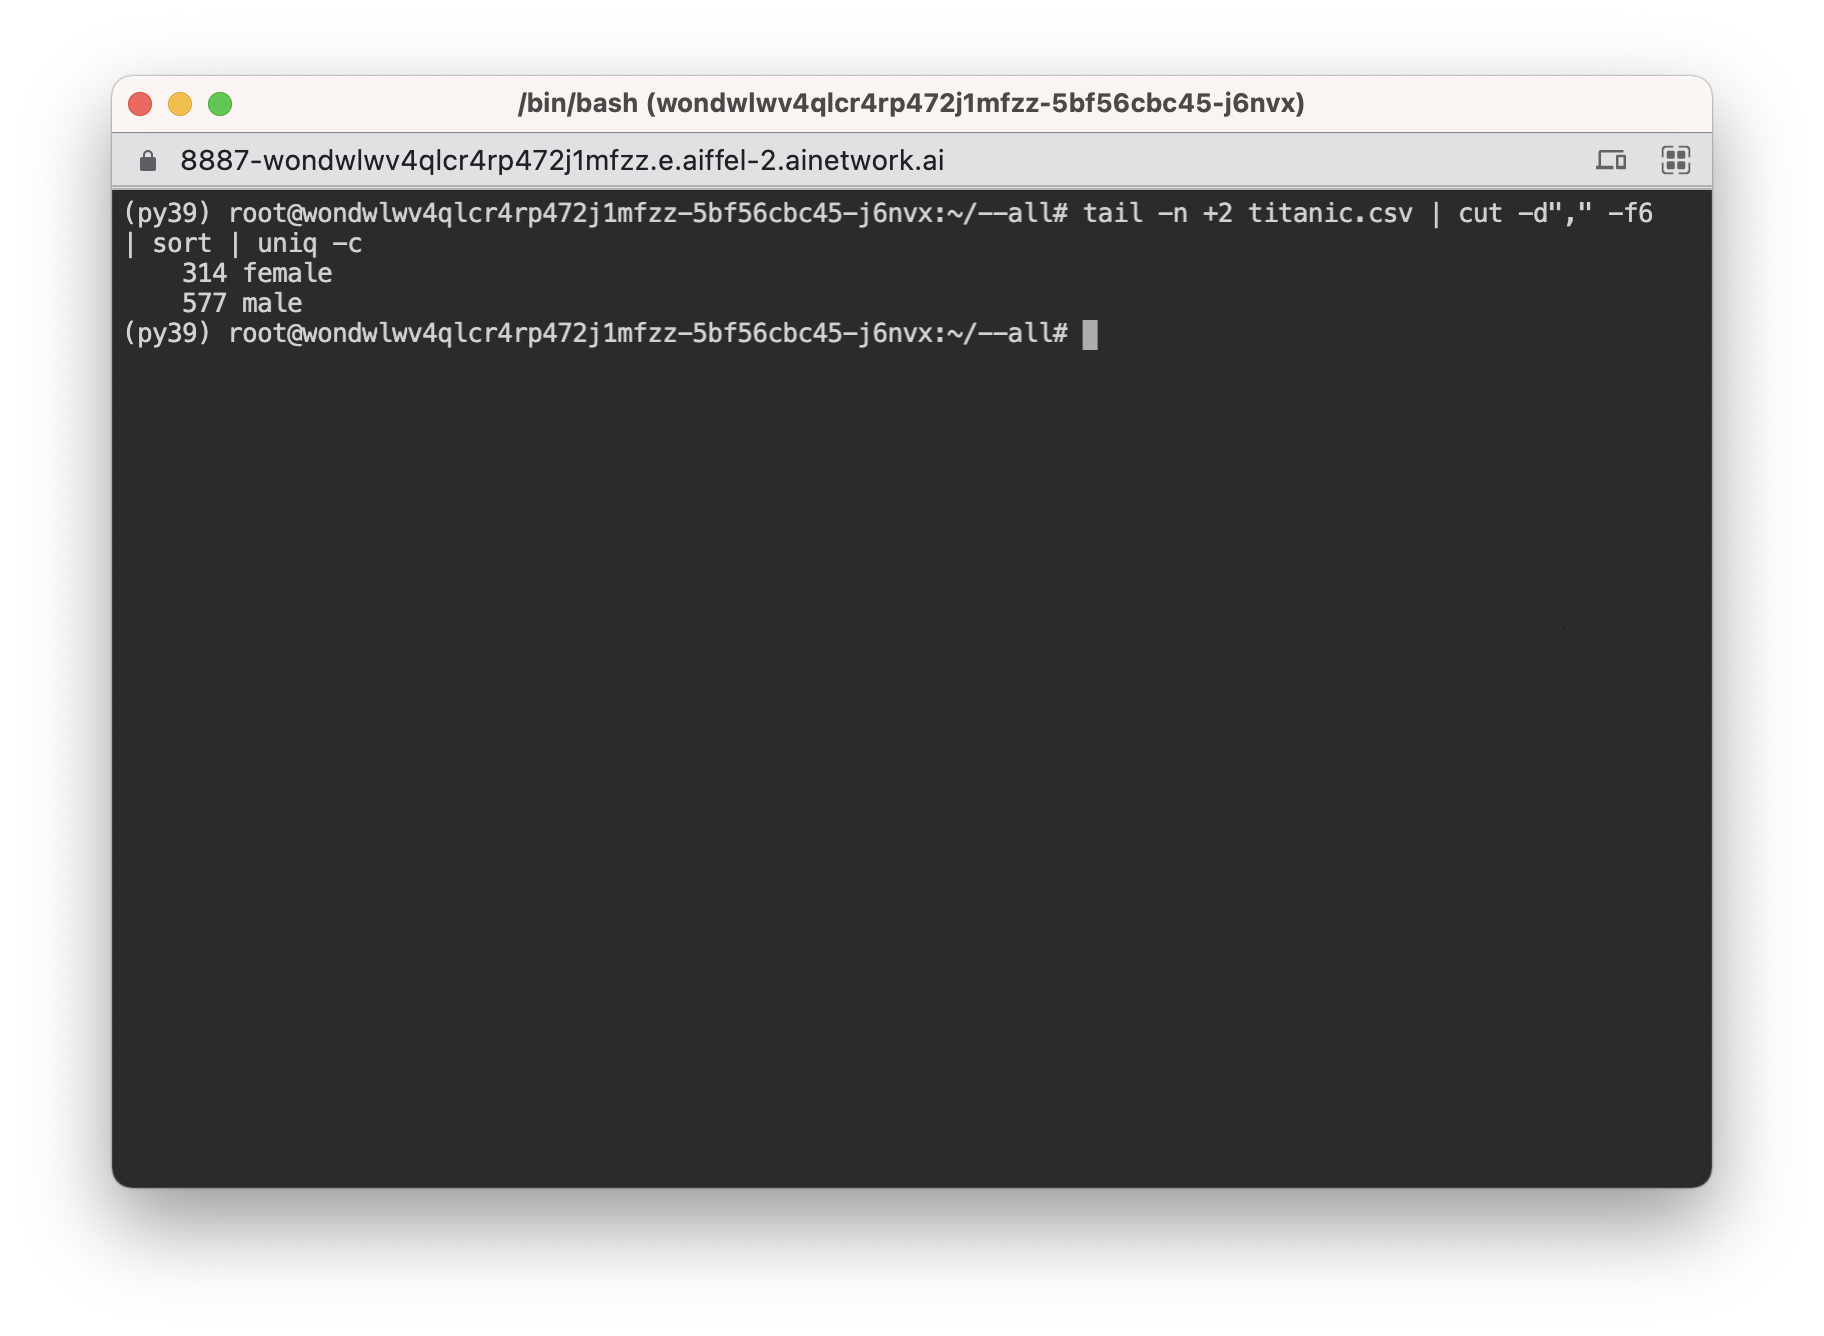 /bin/bash (wondwlwv4qlcr4rp472j1mfzz-5bf56cbc45-j6nvx)
8887-wondwlwv4qlcr4rp472j1mfzz.e.aiffel-2.ainetwork.ai
(py39) root@wondwlwv4qlcr4rp472j1mfzz-5bf56cbc45-j6nvx:~/--all# tail -n +2 titanic.csv | cut -d"," -f6
| sort | uniq -c
    314 female
    577 male
(py39) root@wondwlwv4qlcr4rp472j1mfzz-5bf56cbc45-j6nvx:~/--all#